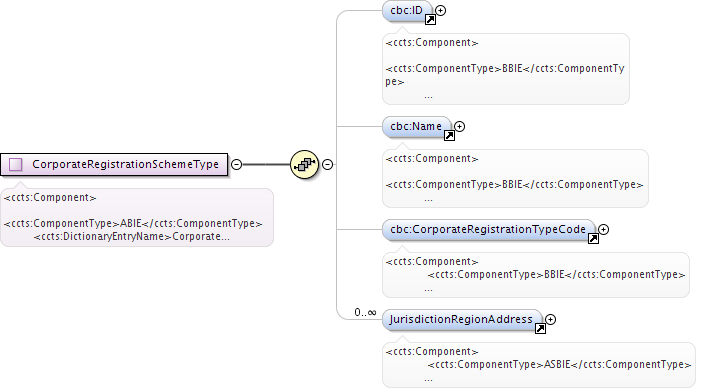 cbc:ID
<ccts:Component>
<ccts:ComponentType>BBIE</ccts:ComponentTy
pe>
...
cbc:Name
<ccts:Component>
<ccts:ComponentType>BBIE</ccts:ComponentType>
...
CorporateRegistrationSchemeType
<ccts:Component>
<ccts:ComponentType>ABIE</ccts:ComponentType>
<ccts:DictionaryEntryName>Corporate...
cbc:CorporateRegistrationTypeCode
<ccts:Component>
<ccts:ComponentType>BBIE</ccts:ComponentType>
...
0..∞
JurisdictionRegionAddress
<ccts:Component>
<ccts:ComponentType>ASBIE</ccts:ComponentType>
...